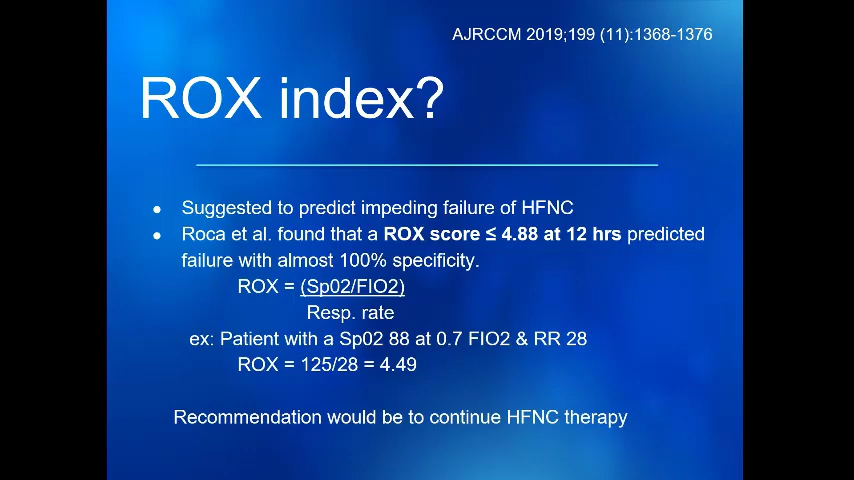 AJRCCM 2019;199 (11):1368-1376
ROX index?
● Suggested to predict impeding failure of HFNC
● Roca et al. found that a ROX score ≤ 4.88 at 12 hrs predicted
failure with almost 100% specificity.
ROX = (Sp02/FIO2)
Resp. rate
ex: Patient with a Sp02 88 at 0.7 FIO2 & RR 28
ROX = 125/28 = 4.49
Recommendation would be to continue HFNC therapy